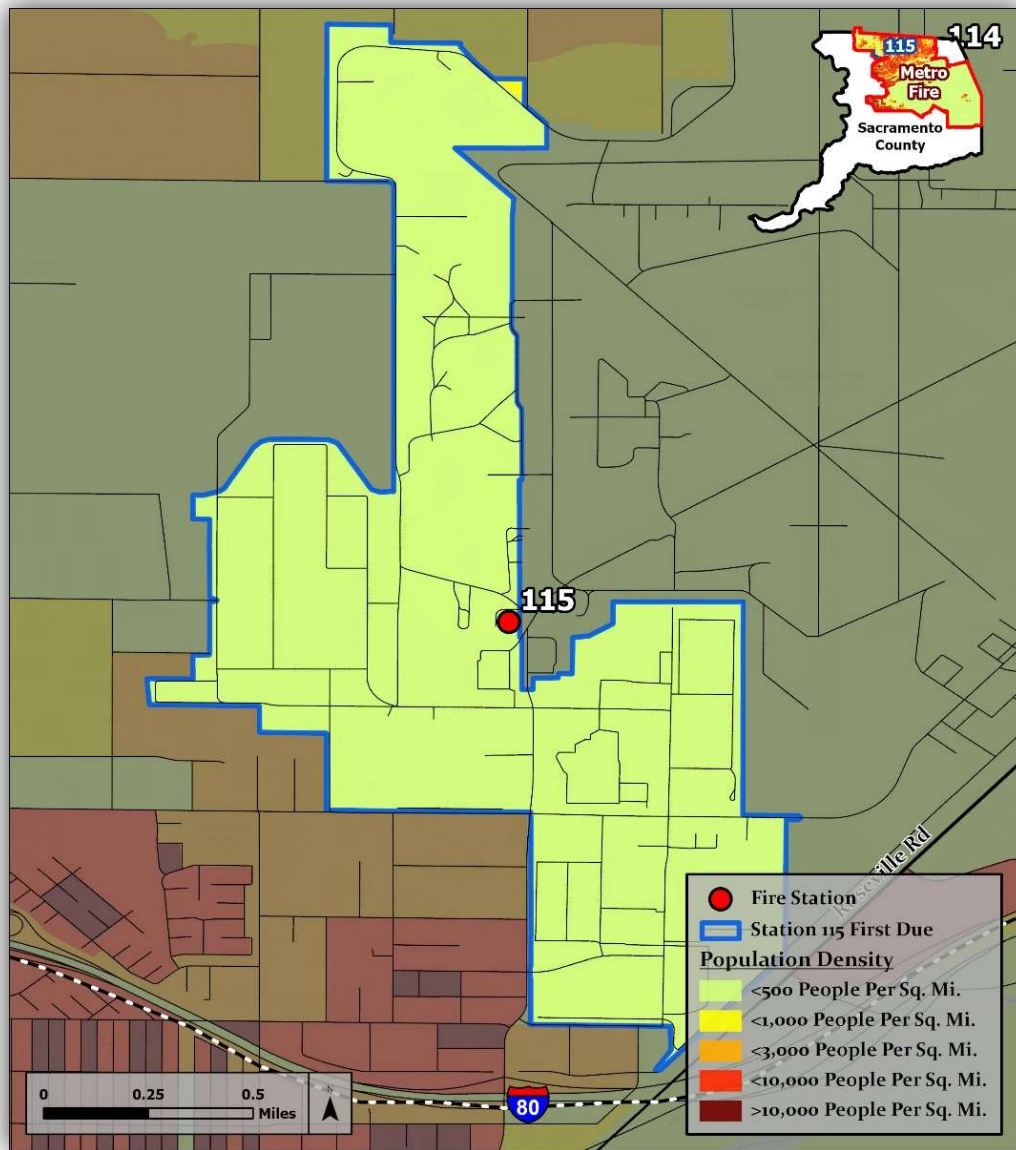 114
115
Metro
Fire
Sacramento
County
115
Roseville Rd
Fire Station
Station 115 First Due
Population Density
<500 People Per Sq. Mi.
<1,000 People Per Sq. Mi.
<3,000 People Per Sq. Mi.
<10,000 People Per Sq. Mi.
>10,000 People Per Sq. Mi.
0 0.25 0.5
Miles
N
80